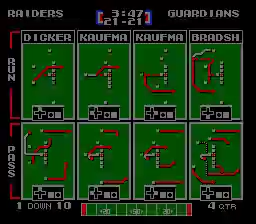 RAIDERS 3:47 GUARDIANS
21-21
DICKER KAUFMA KAUFMA BRADSH
RUN
PASS
1 DOWN 10 4 QTR